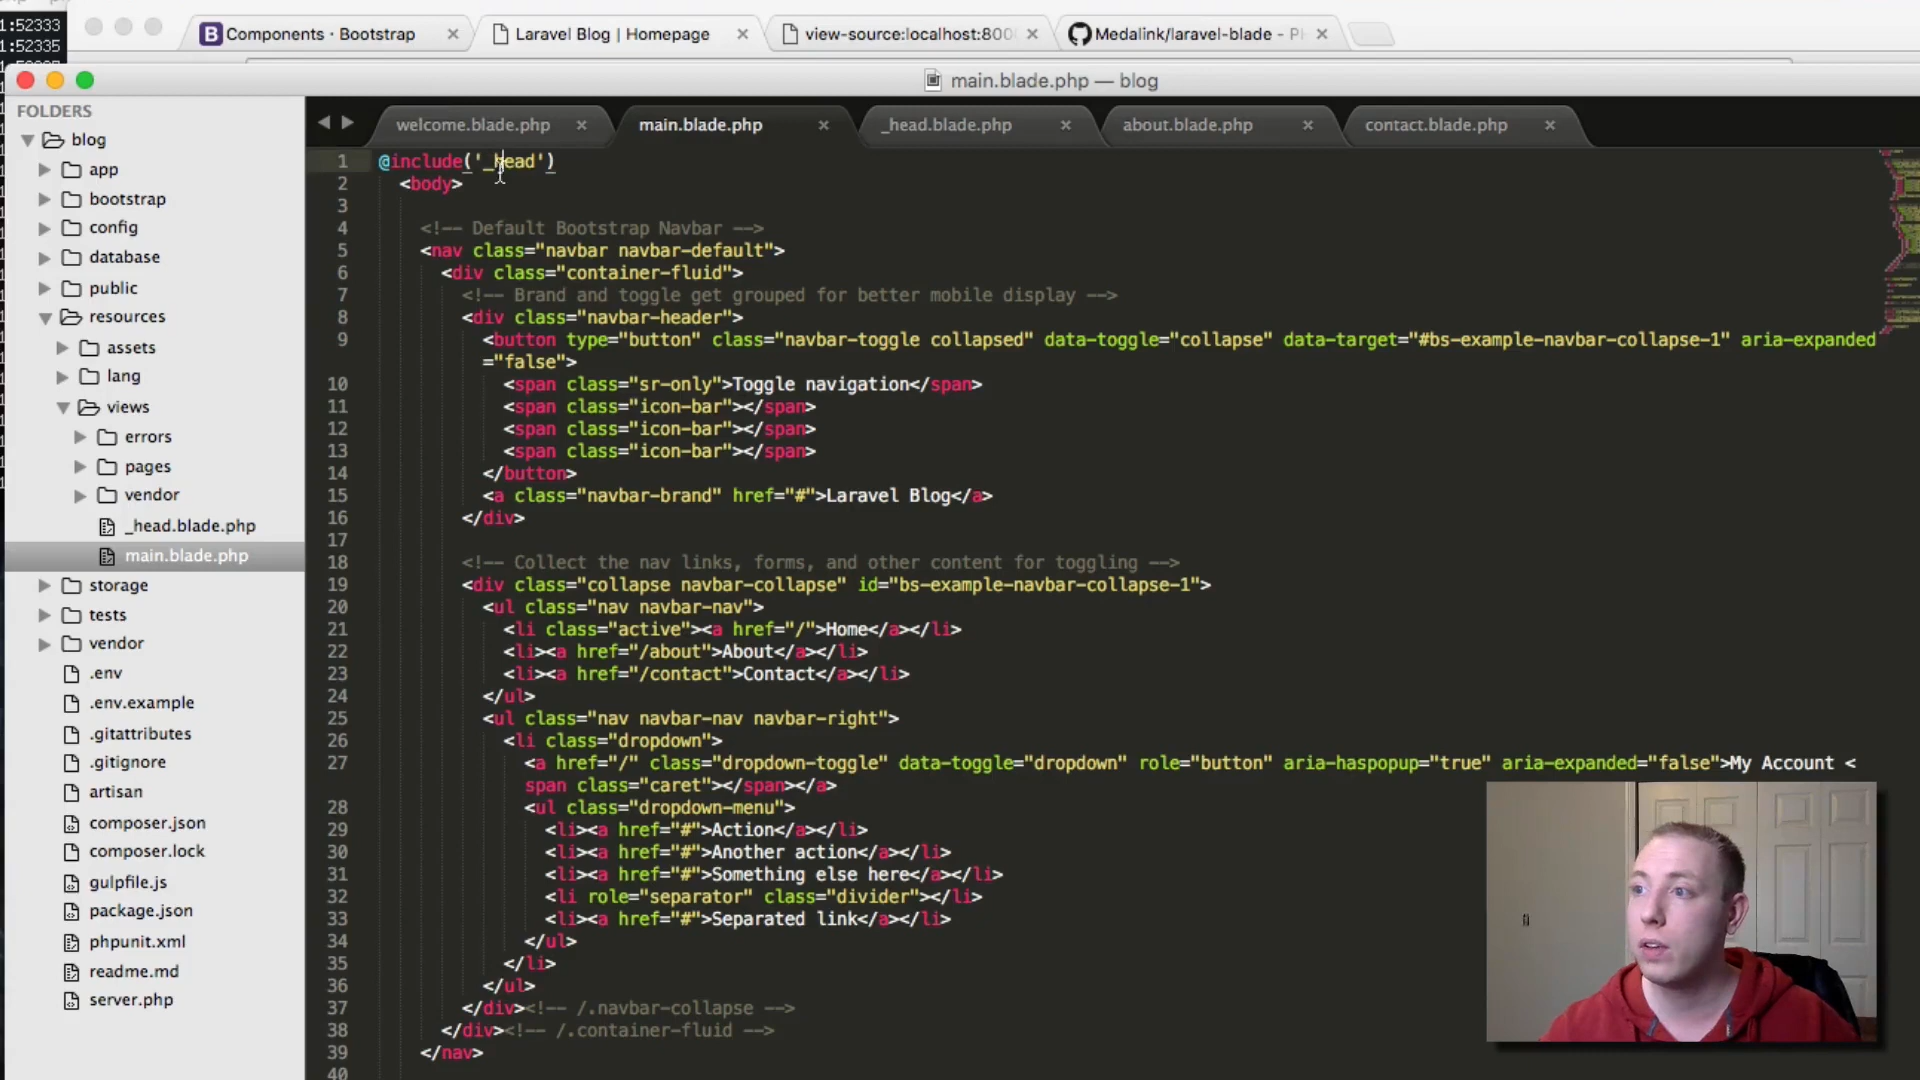 1:52333
1:52335
Components · Bootstrap
Laravel Blog | Homepage
view-source:localhost:800
Medalink/laravel-blade - P
main.blade.php — blog
FOLDERS
blog
app
bootstrap
config
database
public
resources
assets
lang
views
errors
pages
vendor
_head.blade.php
main.blade.php
storage
tests
vendor
.env
.env.example
.gitattributes
.gitignore
artisan
composer.json
composer.lock
gulpfile.js
package.json
phpunit.xml
readme.md
server.php
welcome.blade.php
main.blade.php
_head.blade.php
about.blade.php
contact.blade.php
1 @include('_head')
2 <body>
3
4 <!-- Default Bootstrap Navbar -->
5 <nav class="navbar navbar-default">
6 <div class="container-fluid">
7 <!-- Brand and toggle get grouped for better mobile display -->
8 <div class="navbar-header">
9 <button type="button" class="navbar-toggle collapsed" data-toggle="collapse" data-target="#bs-example-navbar-collapse-1" aria-expanded
="false">
10 <span class="sr-only">Toggle navigation</span>
11 <span class="icon-bar"></span>
12 <span class="icon-bar"></span>
13 <span class="icon-bar"></span>
14 </button>
15 <a class="navbar-brand" href="#">Laravel Blog</a>
16 </div>
17
18 <!-- Collect the nav links, forms, and other content for toggling -->
19 <div class="collapse navbar-collapse" id="bs-example-navbar-collapse-1">
20 <ul class="nav navbar-nav">
21 <li class="active"><a href="/">Home</a></li>
22 <li><a href="/about">About</a></li>
23 <li><a href="/contact">Contact</a></li>
24 </ul>
25 <ul class="nav navbar-nav navbar-right">
26 <li class="dropdown">
27 <a href="/" class="dropdown-toggle" data-toggle="dropdown" role="button" aria-haspopup="true" aria-expanded="false">My Account <
span class="caret"></span></a>
28 <ul class="dropdown-menu">
29 <li><a href="#">Action</a></li>
30 <li><a href="#">Another action</a></li>
31 <li><a href="#">Something else here</a></li>
32 <li role="separator" class="divider"></li>
33 <li><a href="#">Separated link</a></li>
34 </ul>
35 </li>
36 </ul>
37 </div><!-- /.navbar-collapse -->
38 </div><!-- /.container-fluid -->
39 </nav>
40